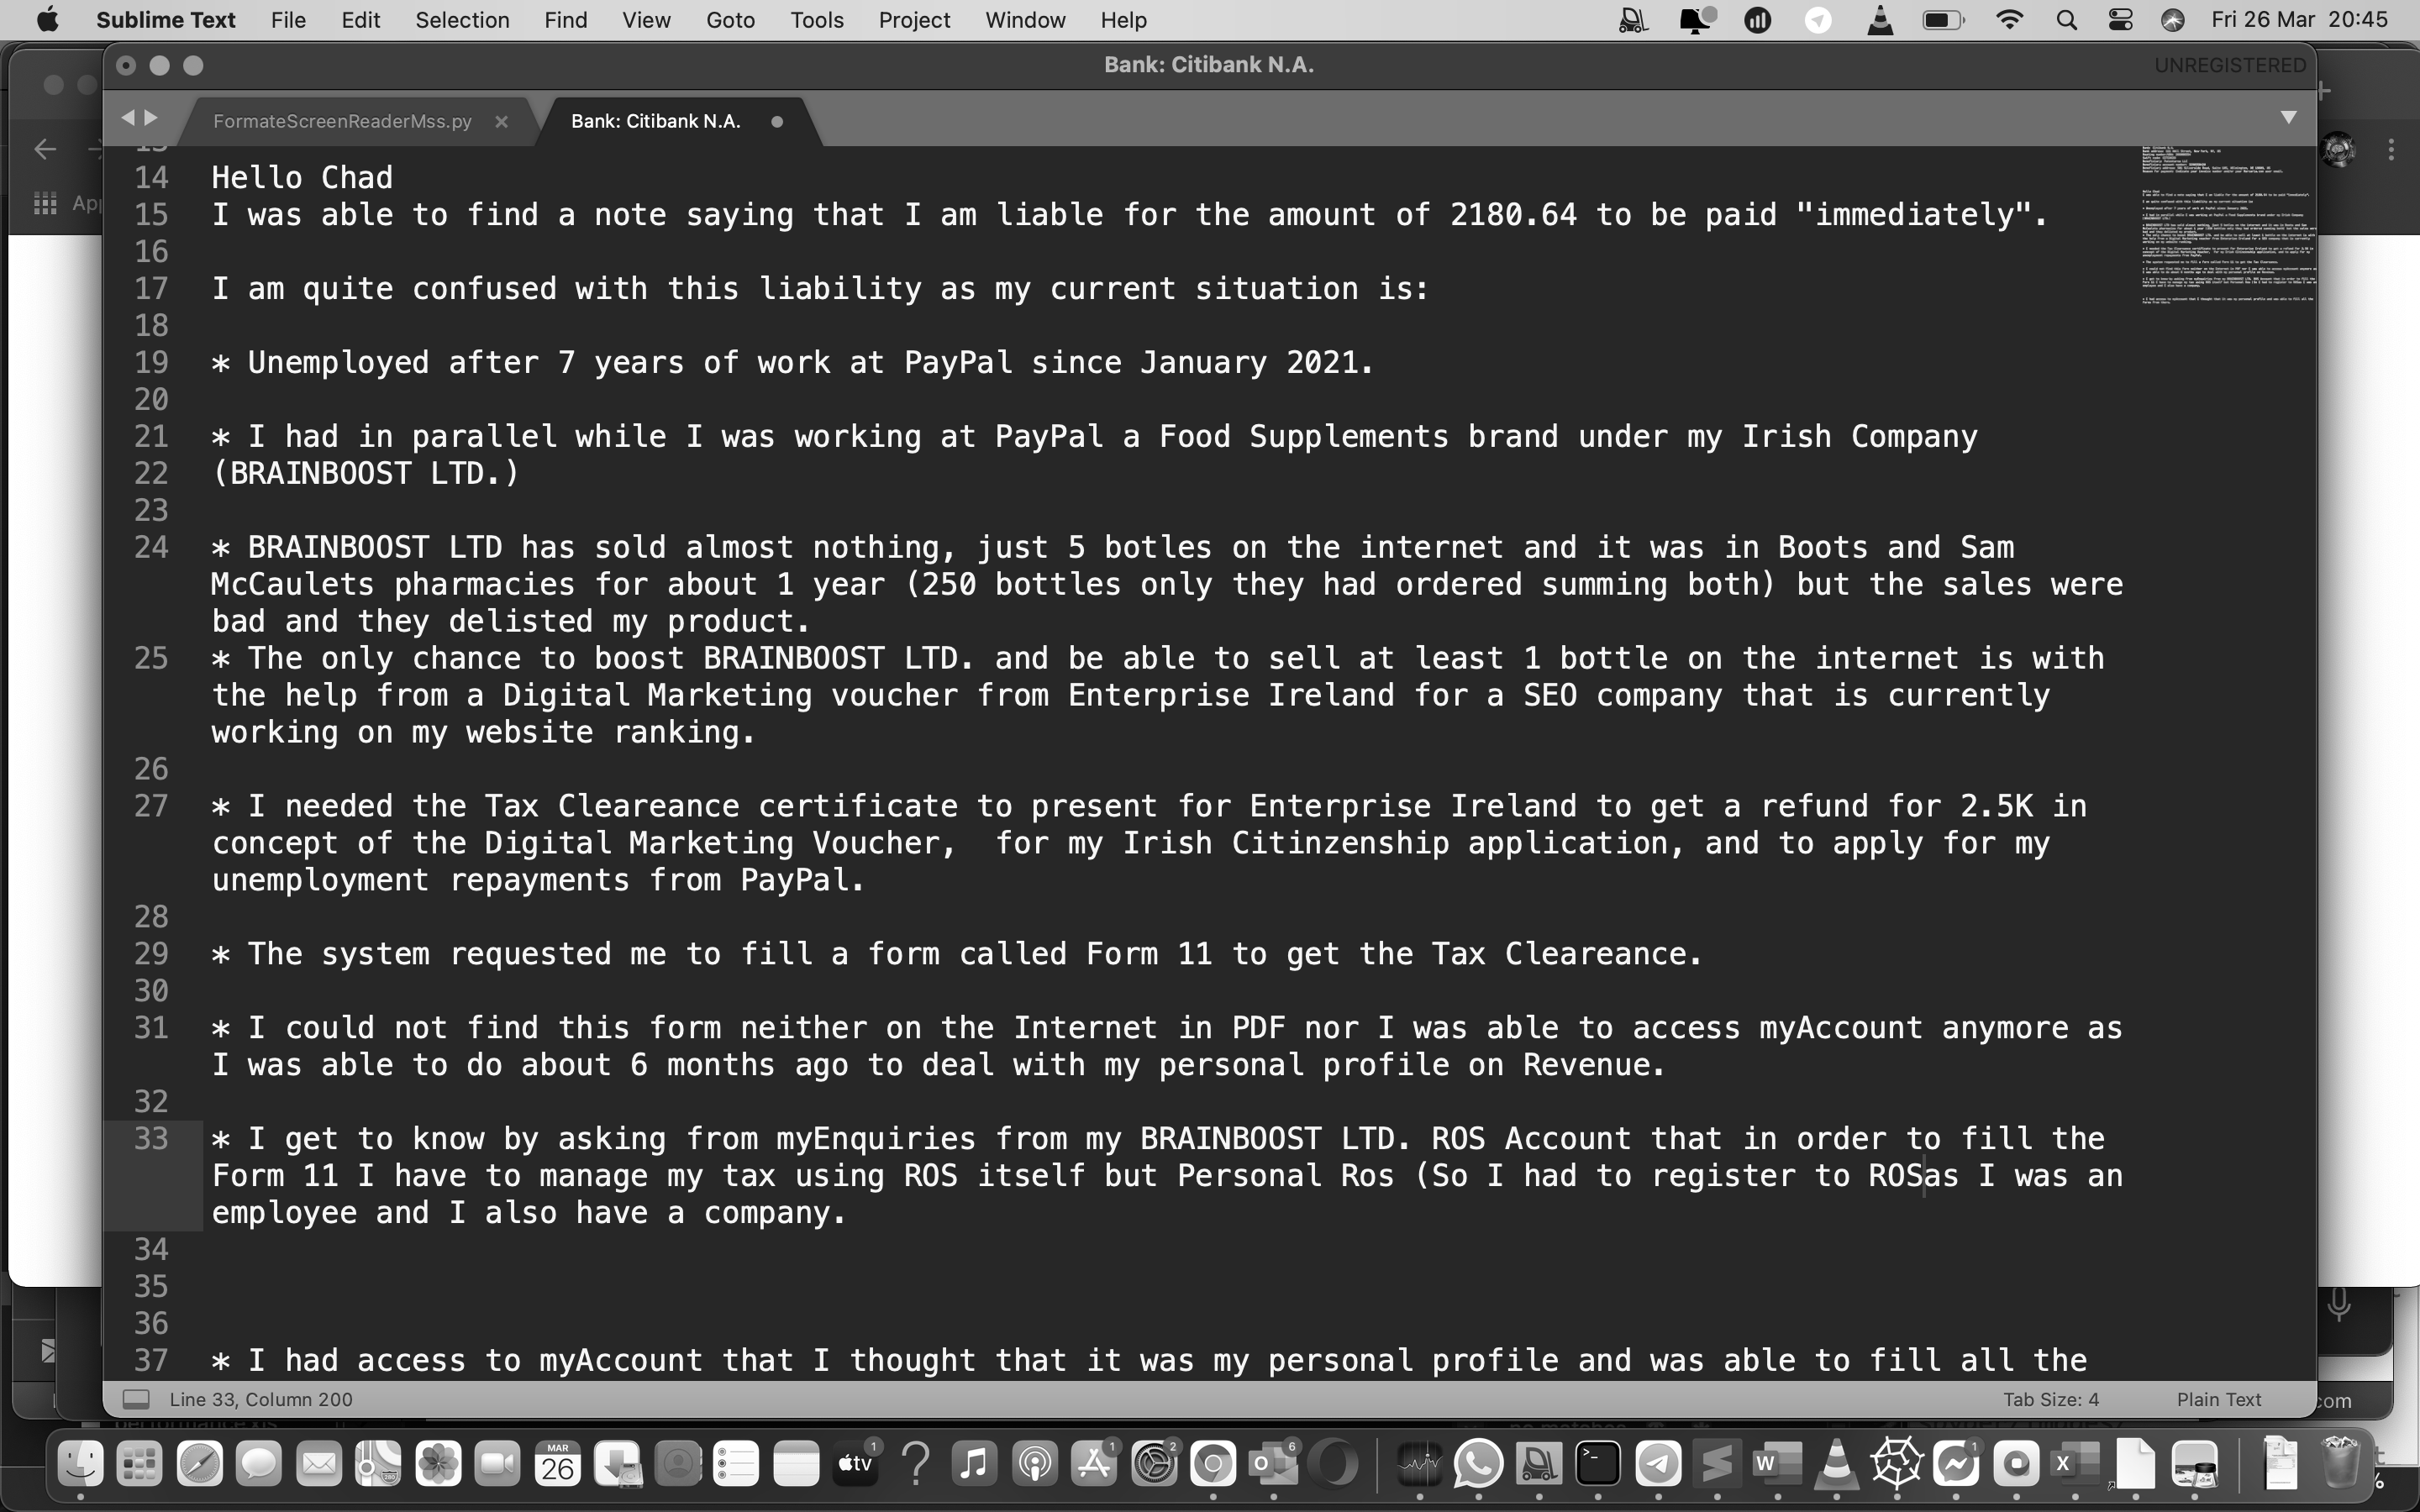 Sublime Text File Edit Selection Find View Goto Tools Project Window Help Fri 26 Mar 20:45
Bank: Citibank N.A. UNREGISTERED
FormateScreenReaderMss.py Bank: Citibank N.A.
14 Hello Chad
15 I was able to find a note saying that I am liable for the amount of 2180.64 to be paid "immediately".
16
17 I am quite confused with this liability as my current situation is:
18
19 * Unemployed after 7 years of work at PayPal since January 2021.
20
21 * I had in parallel while I was working at PayPal a Food Supplements brand under my Irish Company
22 (BRAINBOOST LTD.)
23
24 * BRAINBOOST LTD has sold almost nothing, just 5 botles on the internet and it was in Boots and Sam
McCaulets pharmacies for about 1 year (250 bottles only they had ordered summing both) but the sales were
bad and they delisted my product.
25 * The only chance to boost BRAINBOOST LTD. and be able to sell at least 1 bottle on the internet is with
the help from a Digital Marketing voucher from Enterprise Ireland for a SEO company that is currently
working on my website ranking.
26
27 * I needed the Tax Cleareance certificate to present for Enterprise Ireland to get a refund for 2.5K in
concept of the Digital Marketing Voucher,  for my Irish Citinzenship application, and to apply for my
unemployment repayments from PayPal.
28
29 * The system requested me to fill a form called Form 11 to get the Tax Cleareance.
30
31 * I could not find this form neither on the Internet in PDF nor I was able to access myAccount anymore as
I was able to do about 6 months ago to deal with my personal profile on Revenue.
32
33 * I get to know by asking from myEnquiries from my BRAINBOOST LTD. ROS Account that in order to fill the
Form 11 I have to manage my tax using ROS itself but Personal Ros (So I had to register to ROSas I was an
employee and I also have a company.
34
35
36
37 * I had access to myAccount that I thought that it was my personal profile and was able to fill all the
Line 33, Column 200 Tab Size: 4 Plain Text
com
MAR
26
tv